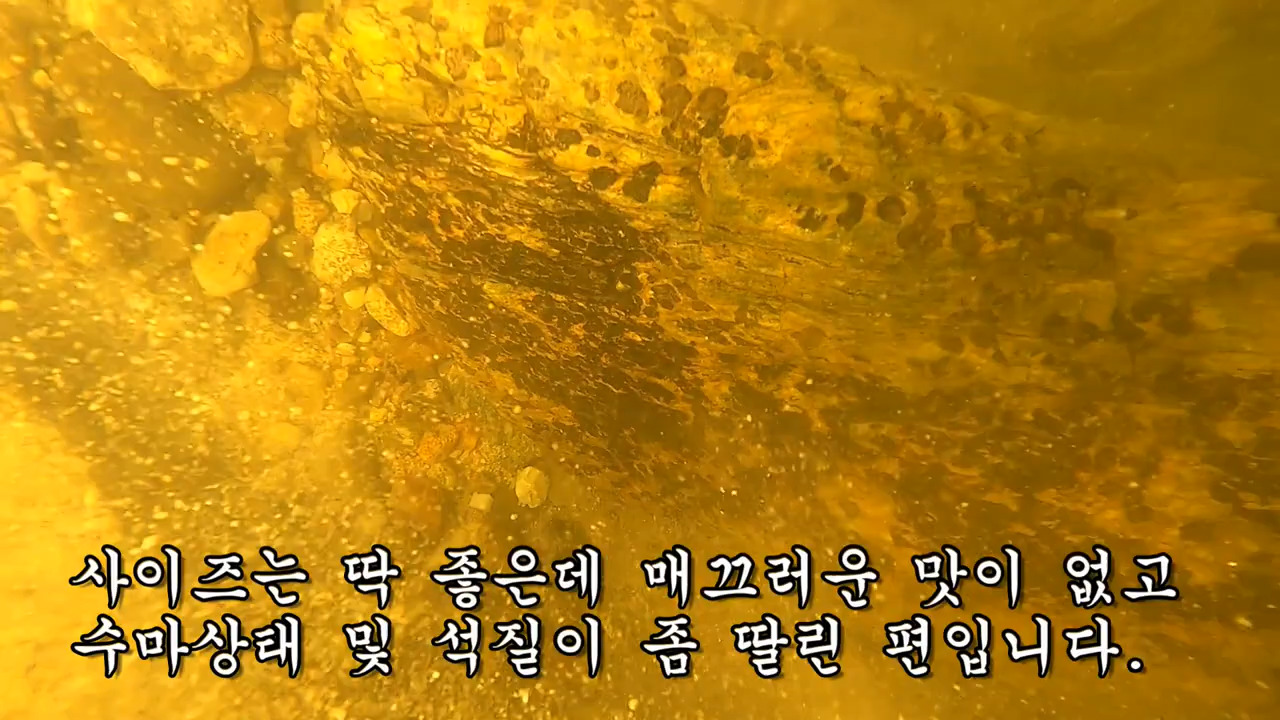 사이즈는 딱 좋은데 매끄러운 맛이 없고
수마상태 및 석질이 좀 딸린 편입니다.